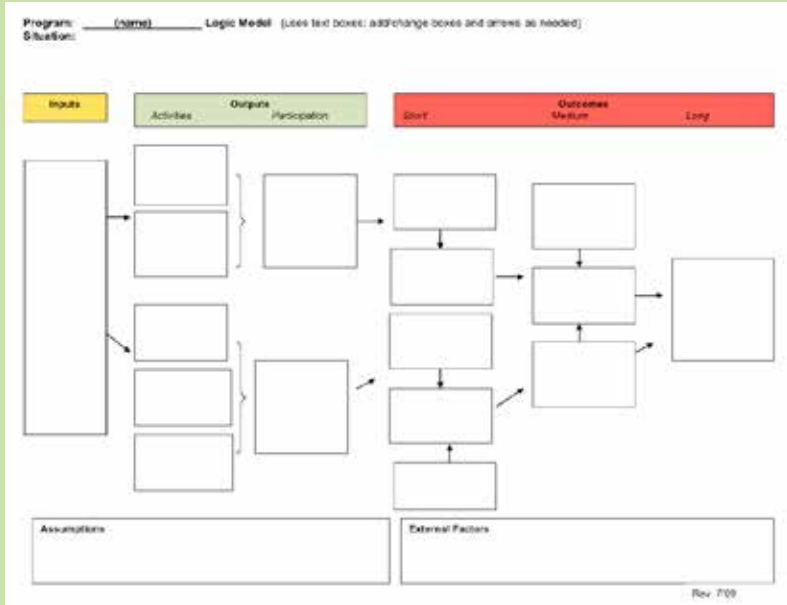 Program: (name) Logic Model (uses text boxes: add/change boxes and arrows as needed)
Situation:
Inputs
Outputs
Activities Participation
Outcomes
Short Medium Long
Assumptions
External Factors
Rev. 7/09